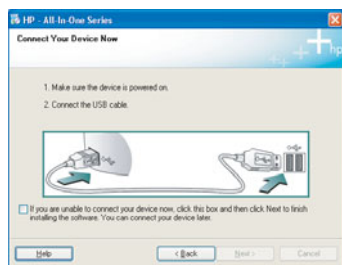 HP - All-In-One Series
Connect Your Device Now
hp
1. Make sure the device is powered on.
2. Connect the USB cable.
If you are unable to connect your device now, click this box and then click Next to finish
installing the software. You can connect your device later.
Help
< Back
Next >
Cancel